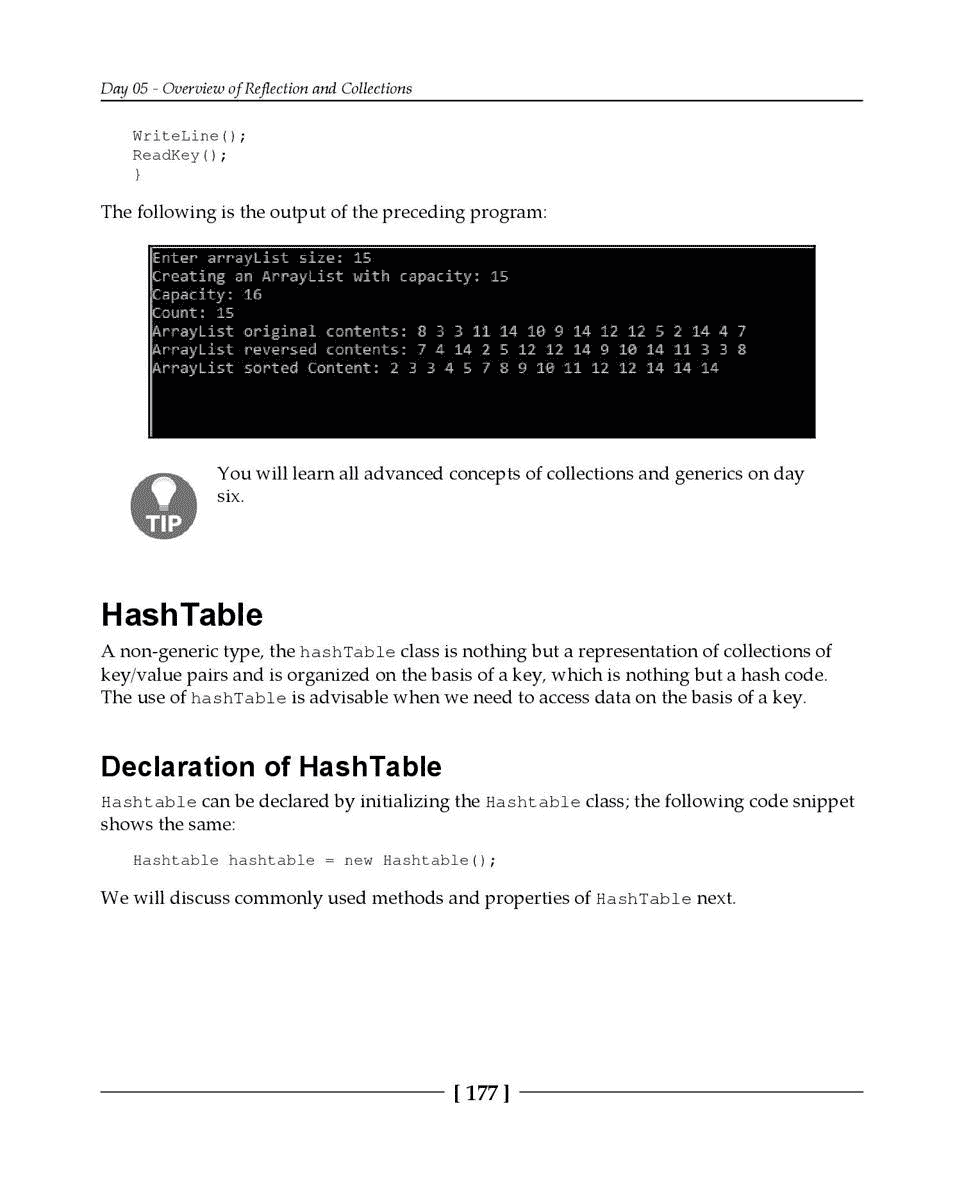 Day 05 - Overview of Reflection and Collections
WriteLine();
ReadKey();
}
The following is the output of the preceding program:
Enter arrayList size: 15
Creating an ArrayList with capacity: 15
Capacity: 16
Count: 15
ArrayList original contents: 8 3 3 11 14 10 9 14 12 12 5 2 14 4 7
ArrayList reversed contents: 7 4 14 2 5 12 12 14 9 10 14 11 3 3 8
ArrayList sorted Content: 2 3 3 4 5 7 8 9 10 11 12 12 14 14 14
You will learn all advanced concepts of collections and generics on day
six.
TIP
HashTable
A non-generic type, the hashTable class is nothing but a representation of collections of
key/value pairs and is organized on the basis of a key, which is nothing but a hash code.
The use of hashTable is advisable when we need to access data on the basis of a key.
Declaration of HashTable
Hashtable can be declared by initializing the Hashtable class; the following code snippet
shows the same:
Hashtable hashtable = new Hashtable();
We will discuss commonly used methods and properties of HashTable next.
[ 177 ]